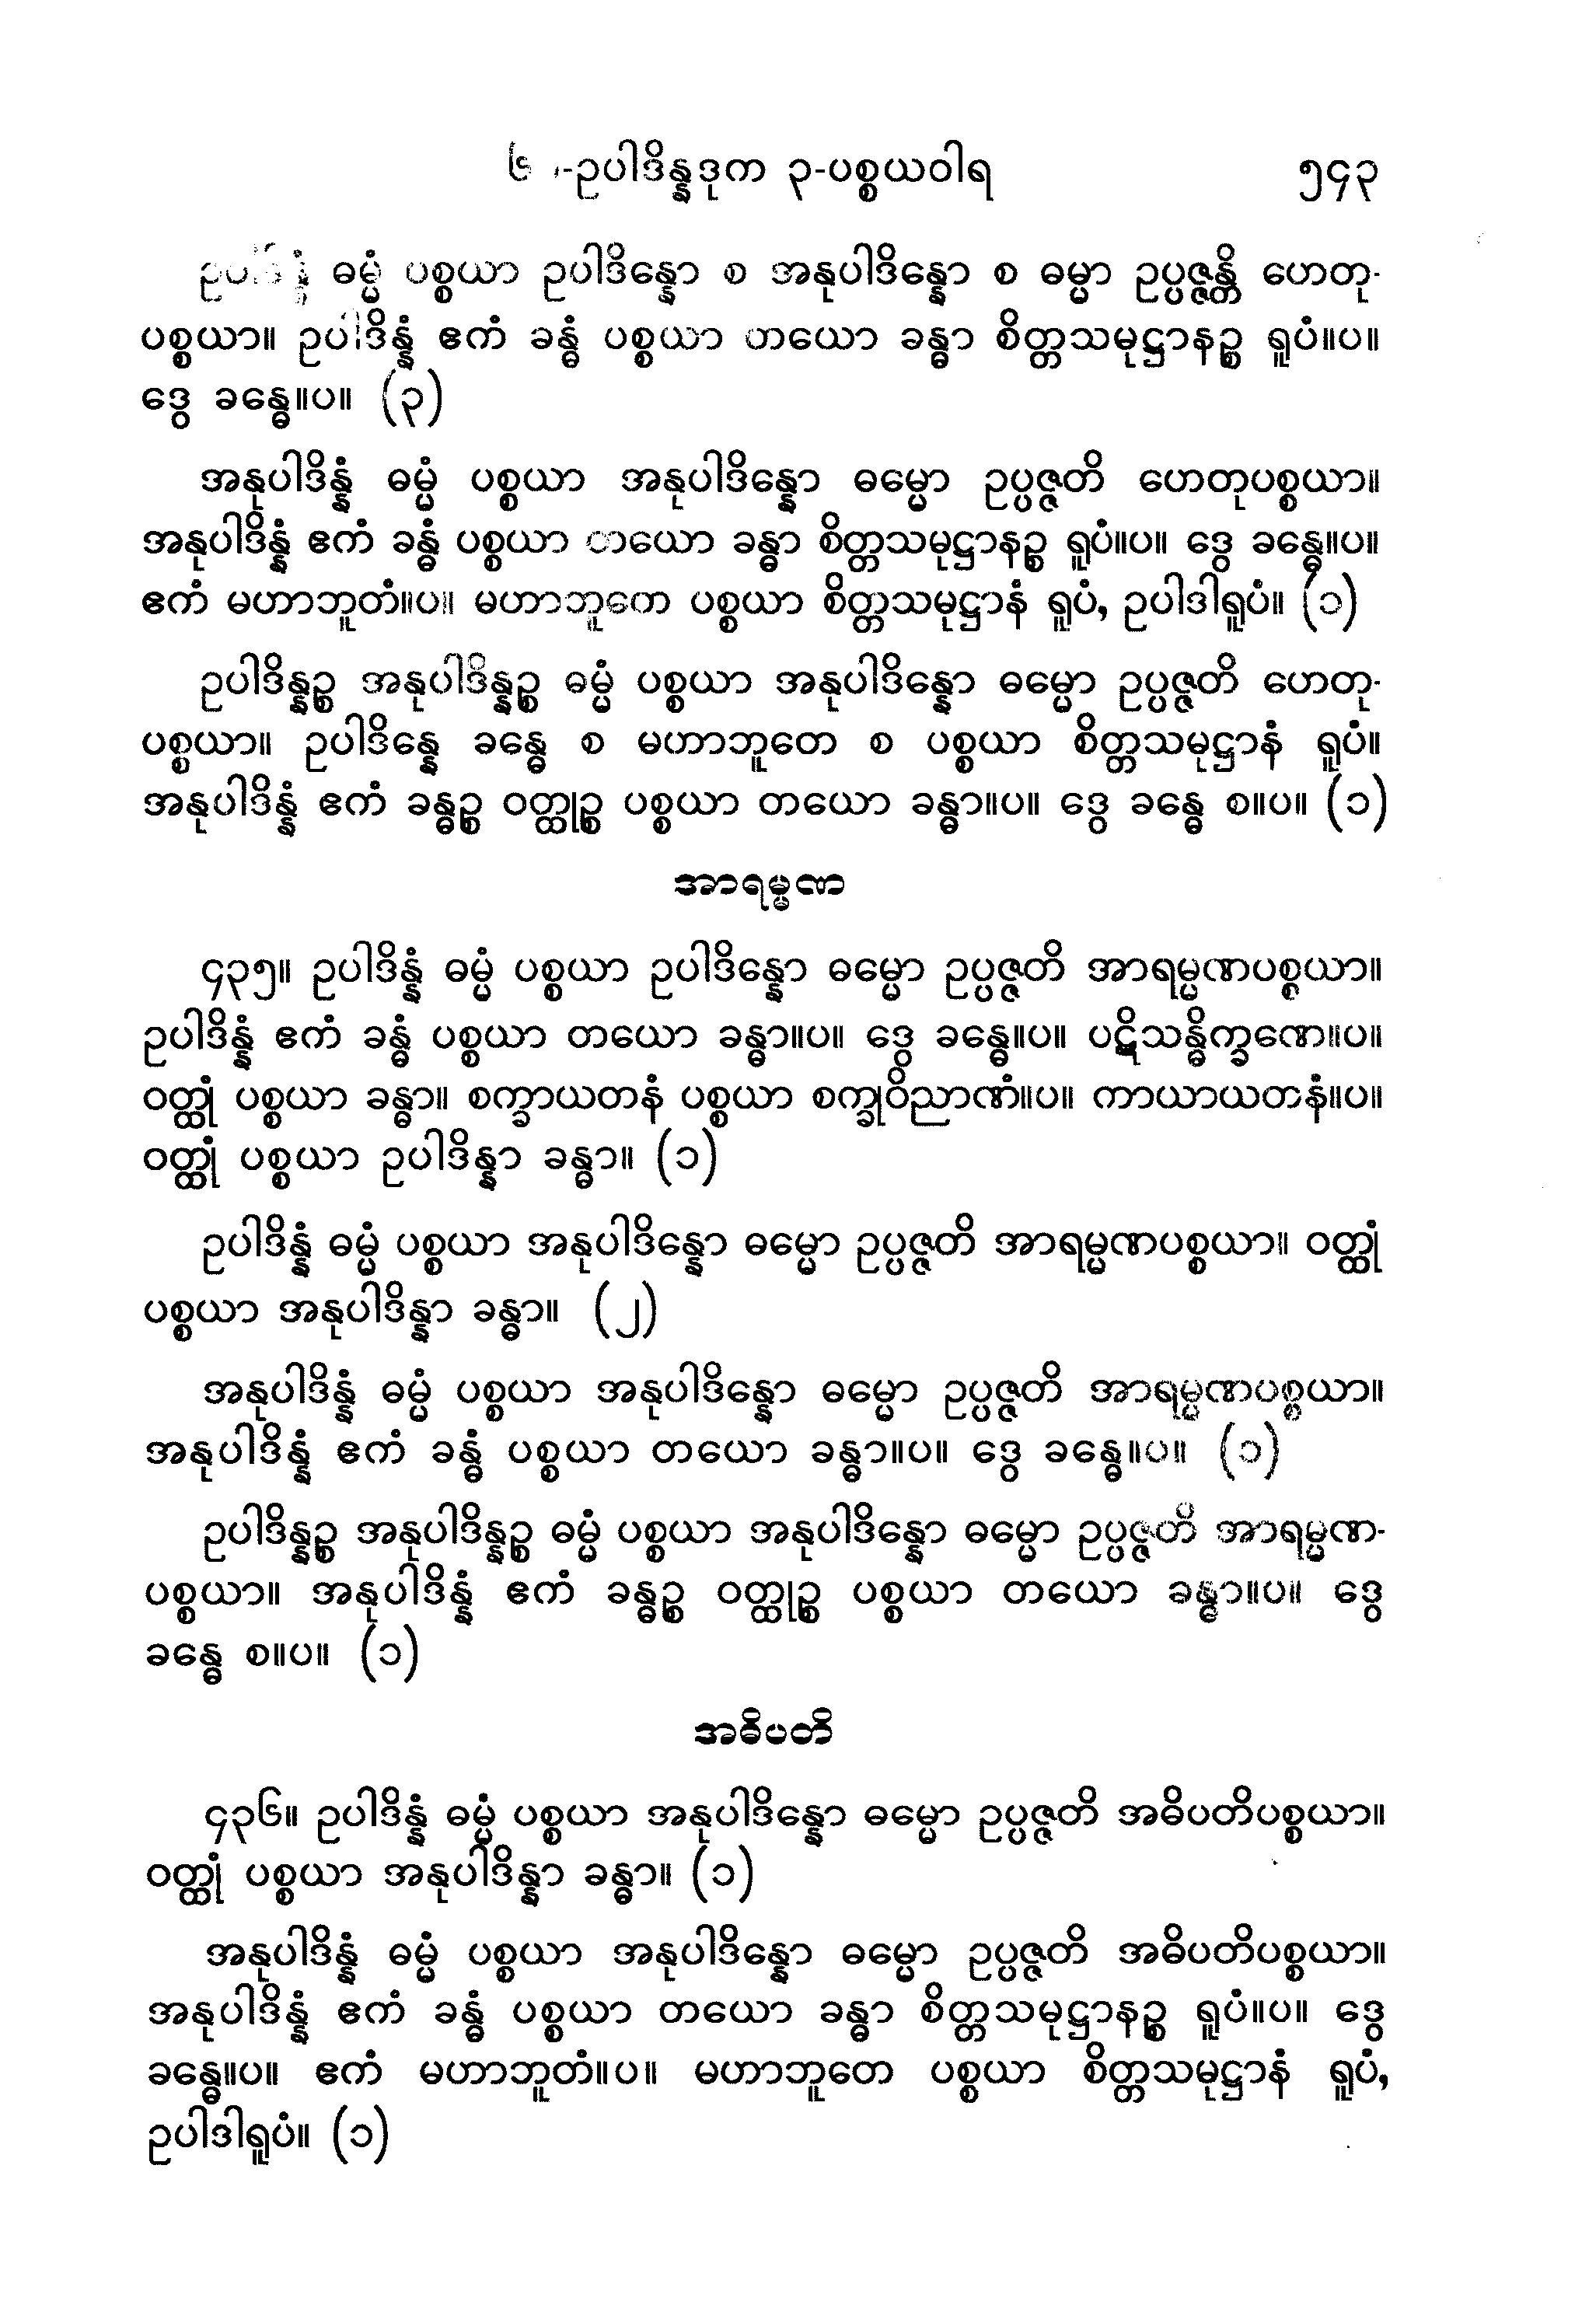 -ဥပါဒိန္နဒုက ၃-ပစ္စယဝါရ ၅၄၃
ဥပါဒိန္နံ ဓမ္မံ ပစ္စယာ ဥပါဒိန္နော စ အနုပါဒိန္နော စ ဓမ္မာ ဥပ္ပဇ္ဇန္တိ ဟေတု-
ပစ္စယာ။ ဥပါဒိန္နံ ဧကံ ခန္ဓံ ပစ္စယာ တယော ခန္ဓာ စိတ္တသမုဋ္ဌာနဉ္စ ရူပံ။ပ။
ဒွေ ခန္ဓေ။ပ။ (၃)
အနုပါဒိန္နံ ဓမ္မံ ပစ္စယာ အနုပါဒိန္နော ဓမ္မော ဥပ္ပဇ္ဇတိ ဟေတုပစ္စယာ။
အနုပါဒိန္နံ ဧကံ ခန္ဓံ ပစ္စယာ တယော ခန္ဓာ စိတ္တသမုဋ္ဌာနဉ္စ ရူပံ။ပ။ ဒွေ ခန္ဓေ။ပ။
ဧကံ မဟာဘူတံ။ပ။ မဟာဘူတေ ပစ္စယာ စိတ္တသမုဋ္ဌာနံ ရူပံ, ဥပါဒါရူပံ။ (၁)
ဥပါဒိန္နဉ္စ အနုပါဒိန္နဉ္စ ဓမ္မံ ပစ္စယာ အနုပါဒိန္နော ဓမ္မော ဥပ္ပဇ္ဇတိ ဟေတု-
ပစ္စယာ။ ဥပါဒိန္နေ ခန္ဓေ စ မဟာဘူတေ စ ပစ္စယာ စိတ္တသမုဋ္ဌာနံ ရူပံ။
အနုပါဒိန္နံ ဧကံ ခန္ဓဉ္စ ဝတ္ထုဉ္စ ပစ္စယာ တယော ခန္ဓာ။ပ။ ဒွေ ခန္ဓေ စ။ပ။ (၁)
အာရမ္မဏ
၄၃၅။ ဥပါဒိန္နံ ဓမ္မံ ပစ္စယာ ဥပါဒိန္နော ဓမ္မော ဥပ္ပဇ္ဇတိ အာရမ္မဏပစ္စယာ။
ဥပါဒိန္နံ ဧကံ ခန္ဓံ ပစ္စယာ တယော ခန္ဓာ။ပ။ ဒွေ ခန္ဓေ။ပ။ ပဋိသန္ဓိက္ခဏေ။ပ။
ဝတ္ထုံ ပစ္စယာ ခန္ဓာ။ စက္ခာယတနံ ပစ္စယာ စက္ခုဝိညာဏံ။ပ။ ကာယာယတနံ။ပ။
ဝတ္ထုံ ပစ္စယာ ဥပါဒိန္နာ ခန္ဓာ။ (၁)
ဥပါဒိန္နံ ဓမ္မံ ပစ္စယာ အနုပါဒိန္နော ဓမ္မော ဥပ္ပဇ္ဇတိ အာရမ္မဏပစ္စယာ။ ဝတ္ထုံ
ပစ္စယာ အနုပါဒိန္နာ ခန္ဓာ။ (၂)
အနုပါဒိန္နံ ဓမ္မံ ပစ္စယာ အနုပါဒိန္နော ဓမ္မော ဥပ္ပဇ္ဇတိ အာရမ္မဏပစ္စယာ။
အနုပါဒိန္နံ ဧကံ ခန္ဓံ ပစ္စယာ တယော ခန္ဓာ။ပ။ ဒွေ ခန္ဓေ။ပ။ (၁)
ဥပါဒိန္နဉ္စ အနုပါဒိန္နဉ္စ ဓမ္မံ ပစ္စယာ အနုပါဒိန္နော ဓမ္မော ဥပ္ပဇ္ဇတိ အာရမ္မဏ-
ပစ္စယာ။ အနုပါဒိန္နံ ဧကံ ခန္ဓဉ္စ ဝတ္ထုဉ္စ ပစ္စယာ တယော ခန္ဓာ။ပ။ ဒွေ
ခန္ဓေ စ။ပ။ (၁)
အဓိပတိ
၄၃၆။ ဥပါဒိန္နံ ဓမ္မံ ပစ္စယာ အနုပါဒိန္နော ဓမ္မော ဥပ္ပဇ္ဇတိ အဓိပတိပစ္စယာ။
ဝတ္ထုံ ပစ္စယာ အနုပါဒိန္နာ ခန္ဓာ။ (၁)
အနုပါဒိန္နံ ဓမ္မံ ပစ္စယာ အနုပါဒိန္နော ဓမ္မော ဥပ္ပဇ္ဇတိ အဓိပတိပစ္စယာ။
အနုပါဒိန္နံ ဧကံ ခန္ဓံ ပစ္စယာ တယော ခန္ဓာ စိတ္တသမုဋ္ဌာနဉ္စ ရူပံ။ပ။ ဒွေ
ခန္ဓေ။ပ။ ဧကံ မဟာဘူတံ။ပ။ မဟာဘူတေ ပစ္စယာ စိတ္တသမုဋ္ဌာနံ ရူပံ,
ဥပါဒါရူပံ။ (၁)